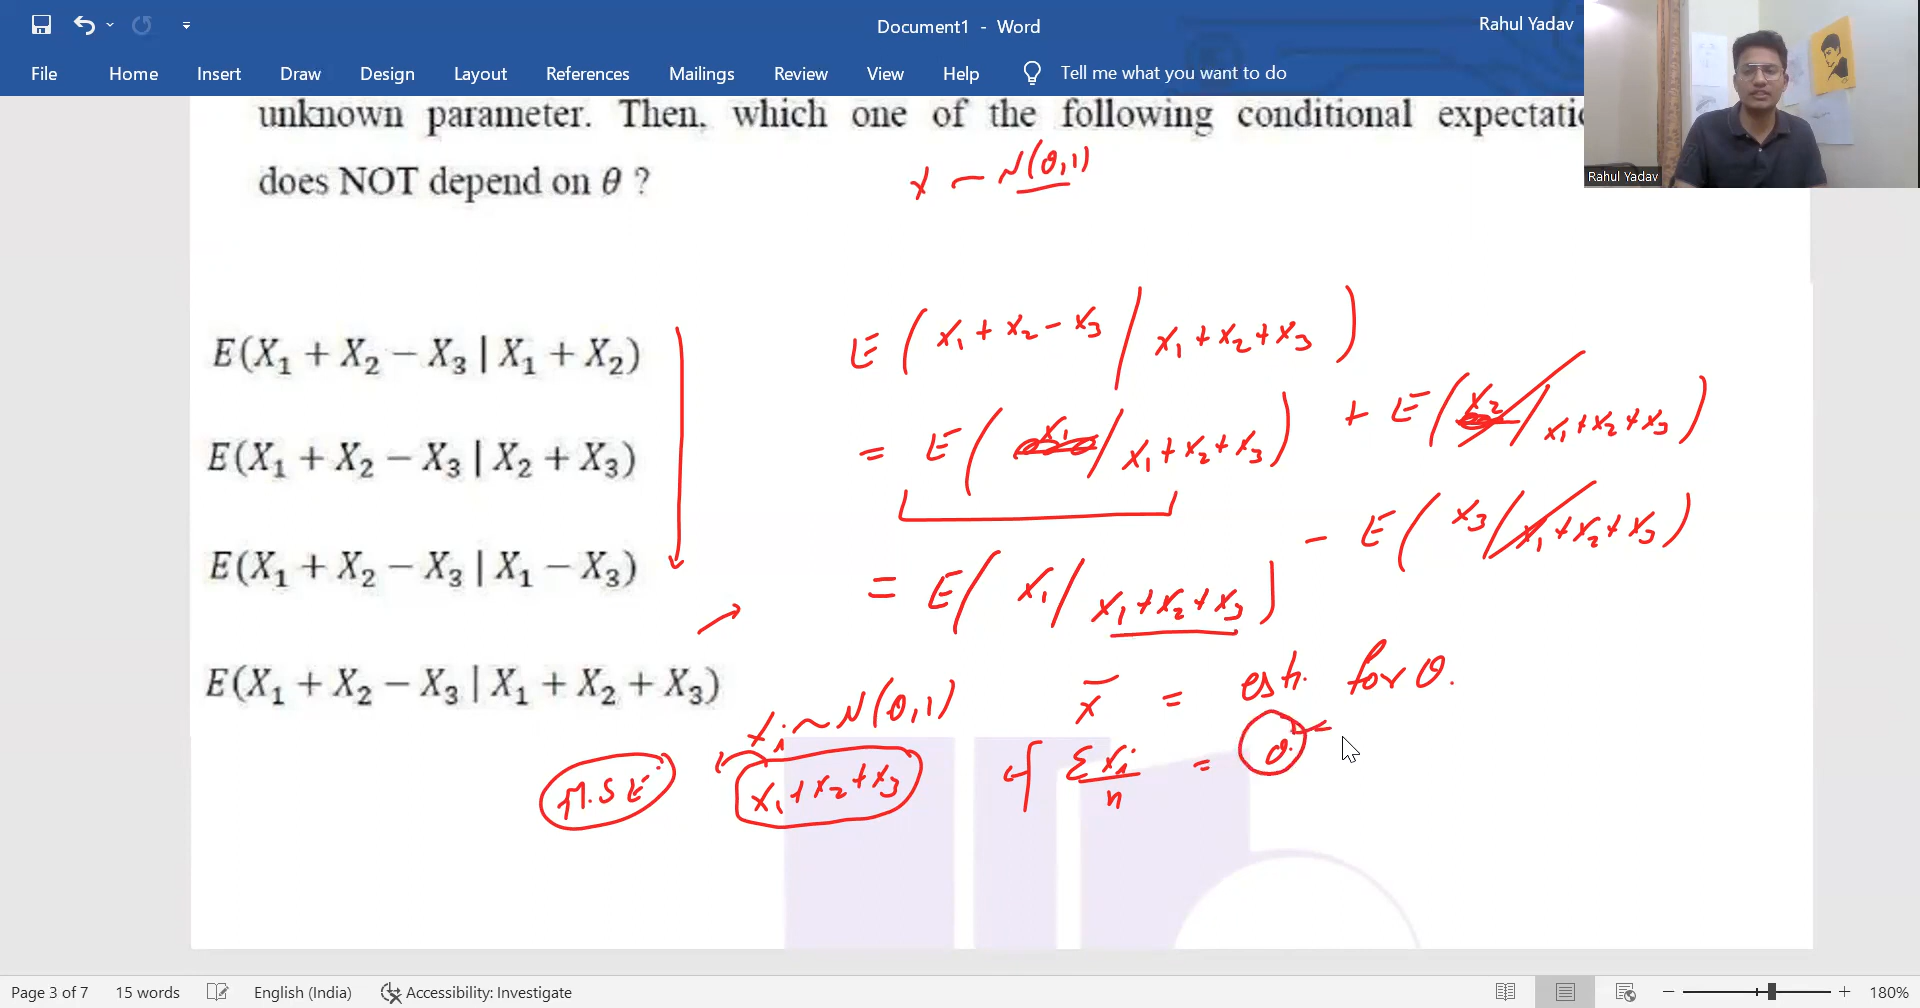 Document1 - Word
Rahul Yadav
File Home Insert Draw Design Layout References Mailings Review View Help Tell me what you want to do
unknown parameter. Then, which one of the following conditional expectatic
does NOT depend on θ ?
X ~ N(θ,1)
Rahul Yadav
E(X₁ + X₂ − X₃ | X₁ + X₂)
E(X₁ + X₂ − X₃ | X₂ + X₃)
E(X₁ + X₂ − X₃ | X₁ − X₃)
E(X₁ + X₂ − X₃ | X₁ + X₂ + X₃)
E(x₁ + x₂ − x₃ / x₁ + x₂ + x₃)
= E(x₁ / x₁ + x₂ + x₃) + E(x₂ / x₁ + x₂ + x₃)
− E(x₃ / x₁ + x₂ + x₃)
= E(x₁ / x₁ + x₂ + x₃)
x̄ = est. for θ.
xᵢ ~ N(θ,1)
Σxᵢ/n = θ.
M.S.E x₁ + x₂ + x₃
Page 3 of 7 15 words English (India) Accessibility: Investigate 180%